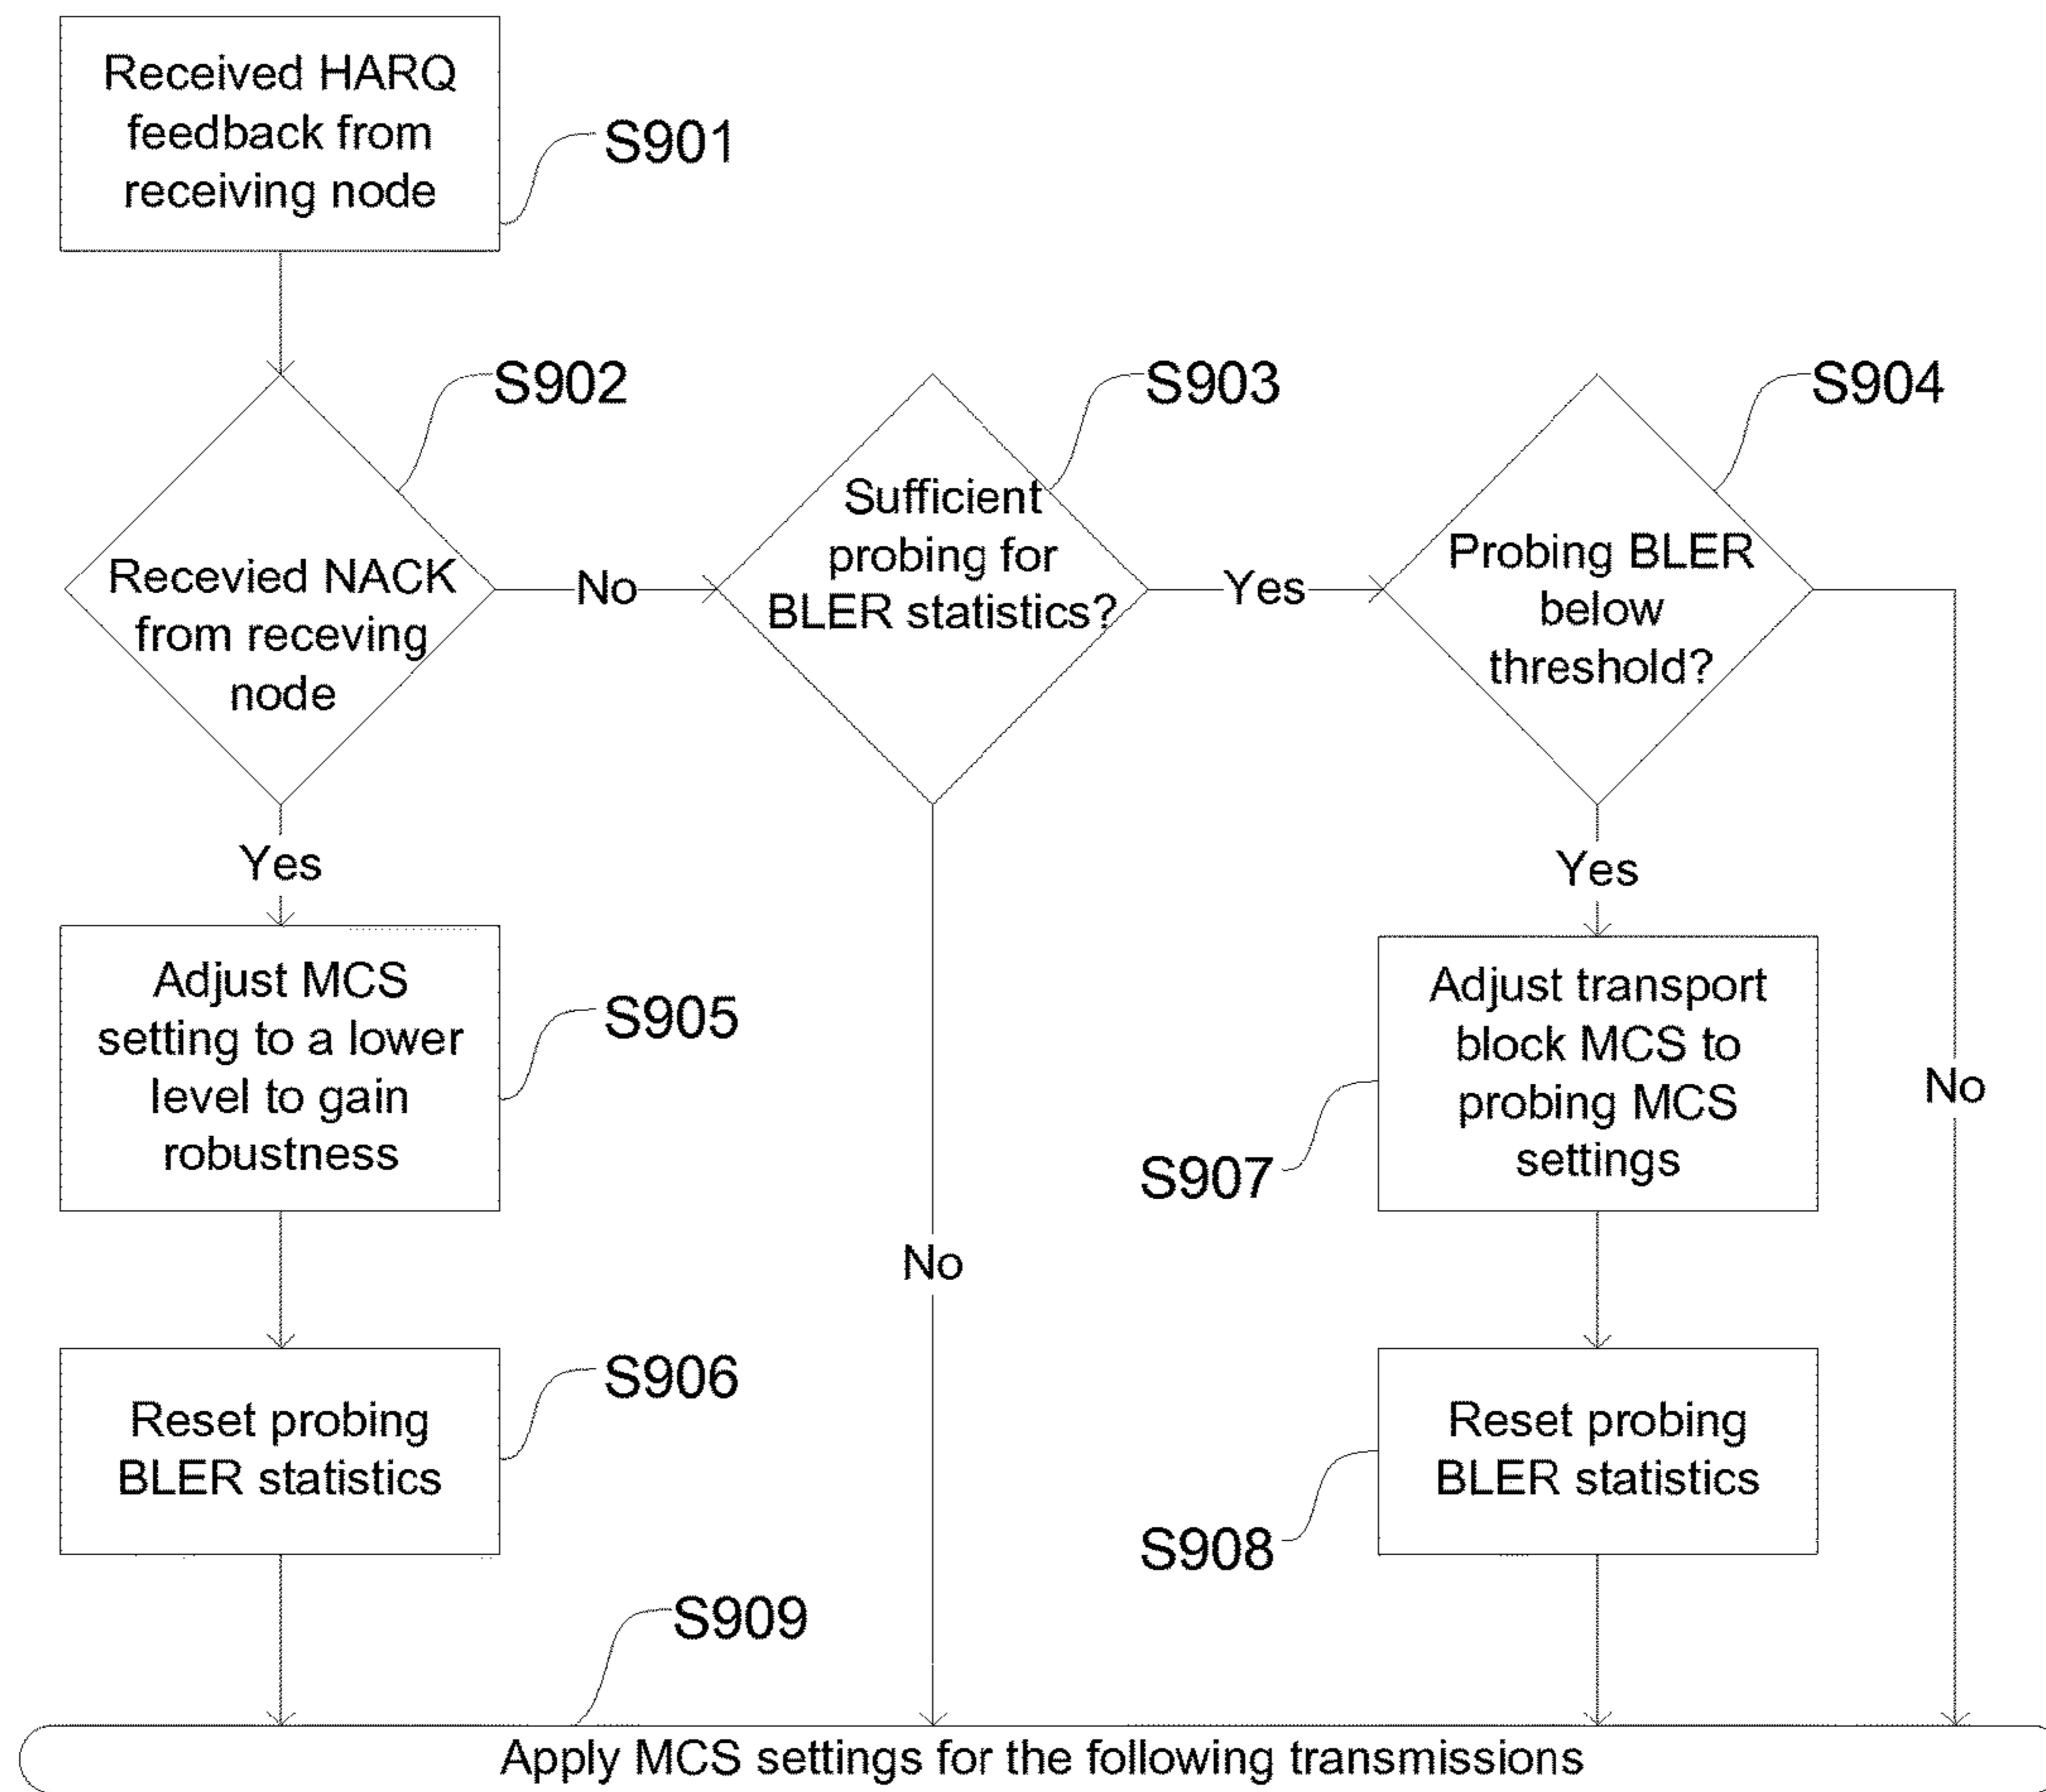 Received HARQ
feedback from
receiving node
S901
S902
S903
S904
Recevied NACK
from receving
node
No
Sufficient
probing for
BLER statistics?
Yes
Probing BLER
below
threshold?
Yes
Yes
No
Adjust MCS
setting to a lower
level to gain
robustness
S905
Adjust transport
block MCS to
probing MCS
settings
S907
No
Reset probing
BLER statistics
S906
Reset probing
BLER statistics
S908
S909
Apply MCS settings for the following transmissions